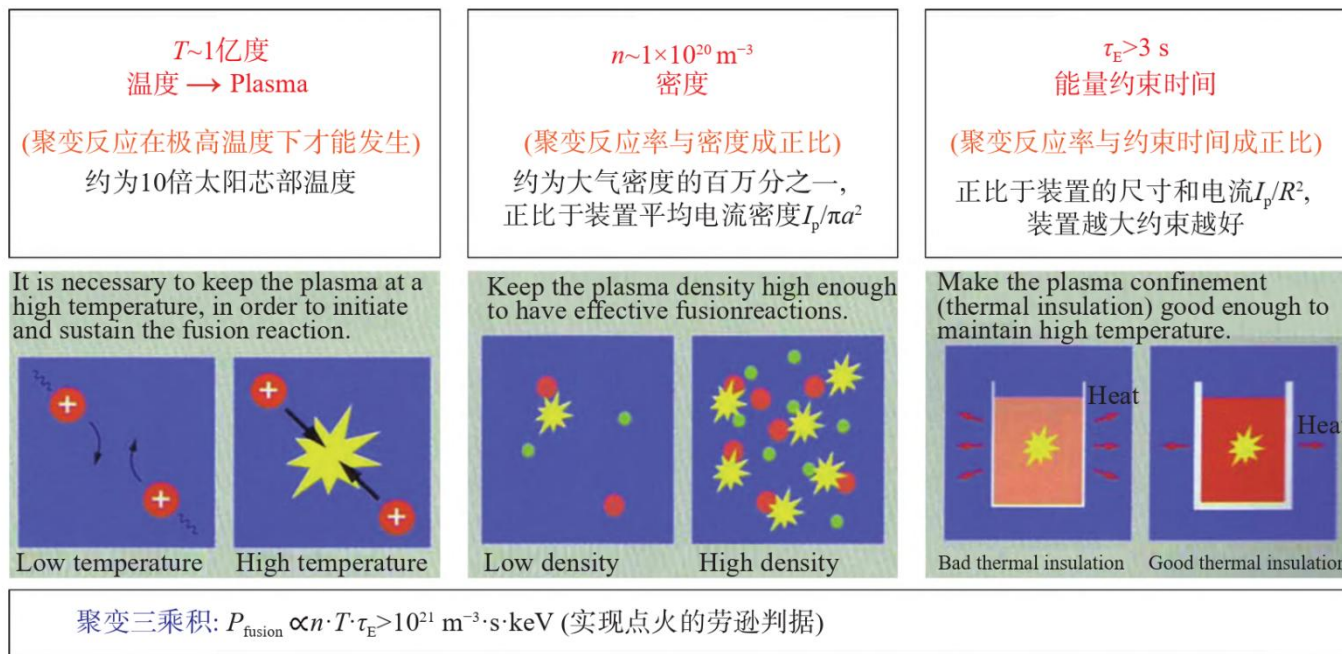 T~1亿度
温度 → Plasma
(聚变反应在极高温度下才能发生)
约为10倍太阳芯部温度
n~1×10²⁰ m⁻³
密度
(聚变反应率与密度成正比)
约为大气密度的百万分之一,
正比于装置平均电流密度Iₚ/πa²
τ_E>3 s
能量约束时间
(聚变反应率与约束时间成正比)
正比于装置的尺寸和电流Iₚ/R²,
装置越大约束越好
It is necessary to keep the plasma at a
high temperature, in order to initiate
and sustain the fusion reaction.
+
+
+
+
Low temperature
High temperature
Keep the plasma density high enough
to have effective fusionreactions.
Low density
High density
Make the plasma confinement
(thermal insulation) good enough to
maintain high temperature.
Heat
Heat
Bad thermal insulation
Good thermal insulation
聚变三乘积: P_fusion ∝n·T·τ_E>10²¹ m⁻³·s·keV (实现点火的劳逊判据)